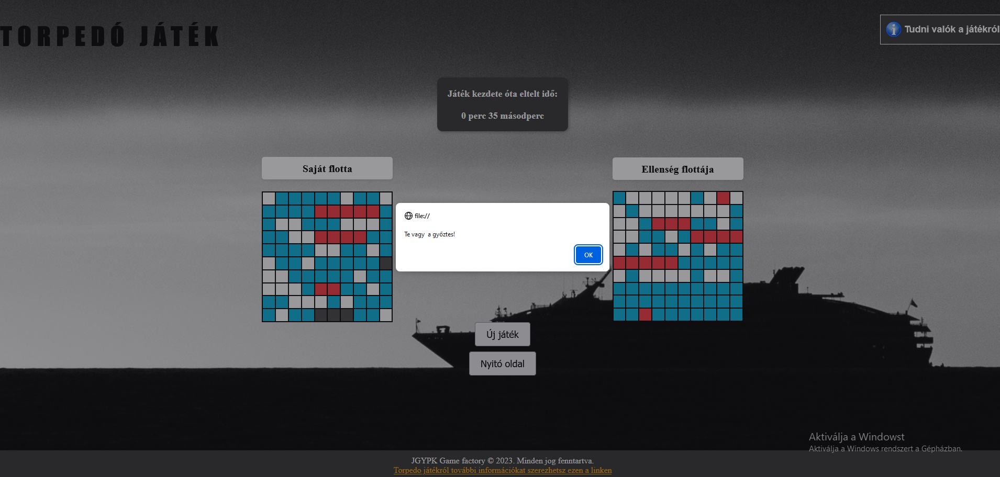 TORPEDÓ JÁTÉK
Tudni valók a játékról
Játék kezdete óta eltelt idő:
0 perc 35 másodperc
Saját flotta
Ellenség flottája
file://
Te vagy  a győztes!
OK
Új játék
Nyitó oldal
Aktiválja a Windowst
Aktiválja a Windows rendszert a Gépházban.
JGYPK Game factory © 2023. Minden jog fenntartva.
Torpedo játékról további információkat szerezhetsz ezen a linken